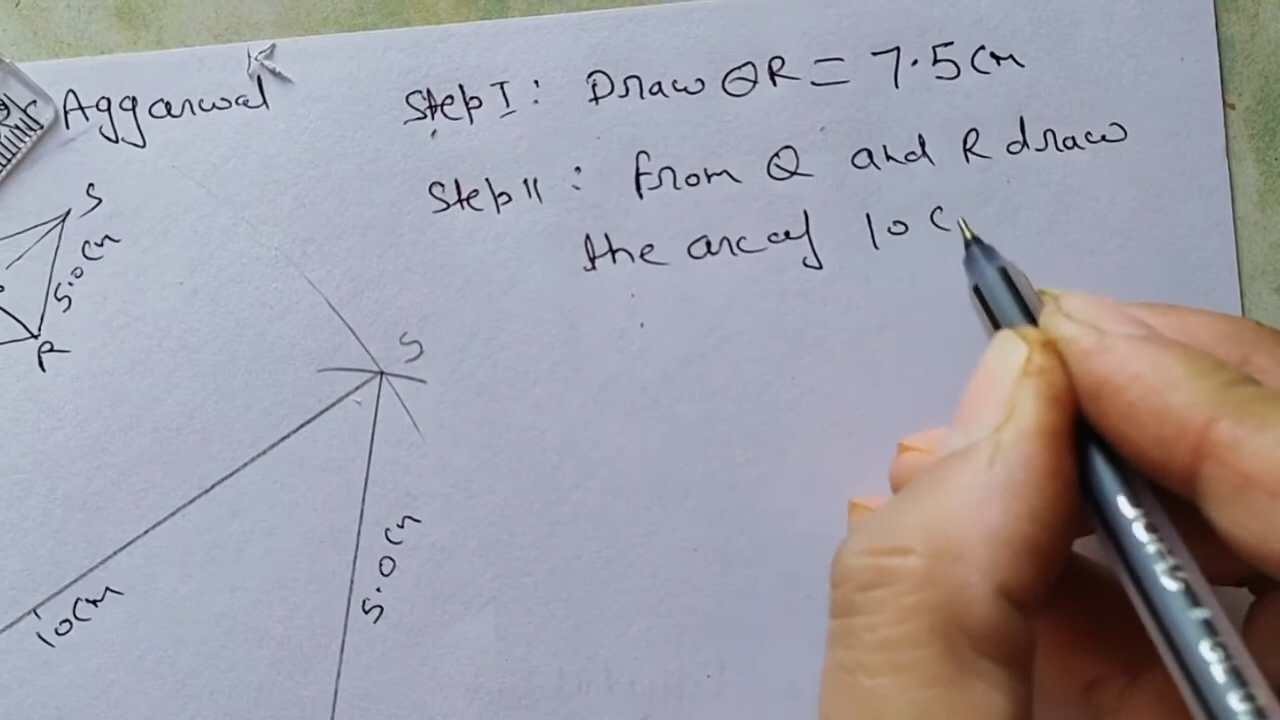 Aggarwal
Step I : Draw QR = 7.5 cm
Step II : From Q and R draw
the arc of 10 c
S
5.0 cm
R
S
5.0 cm
10 cm